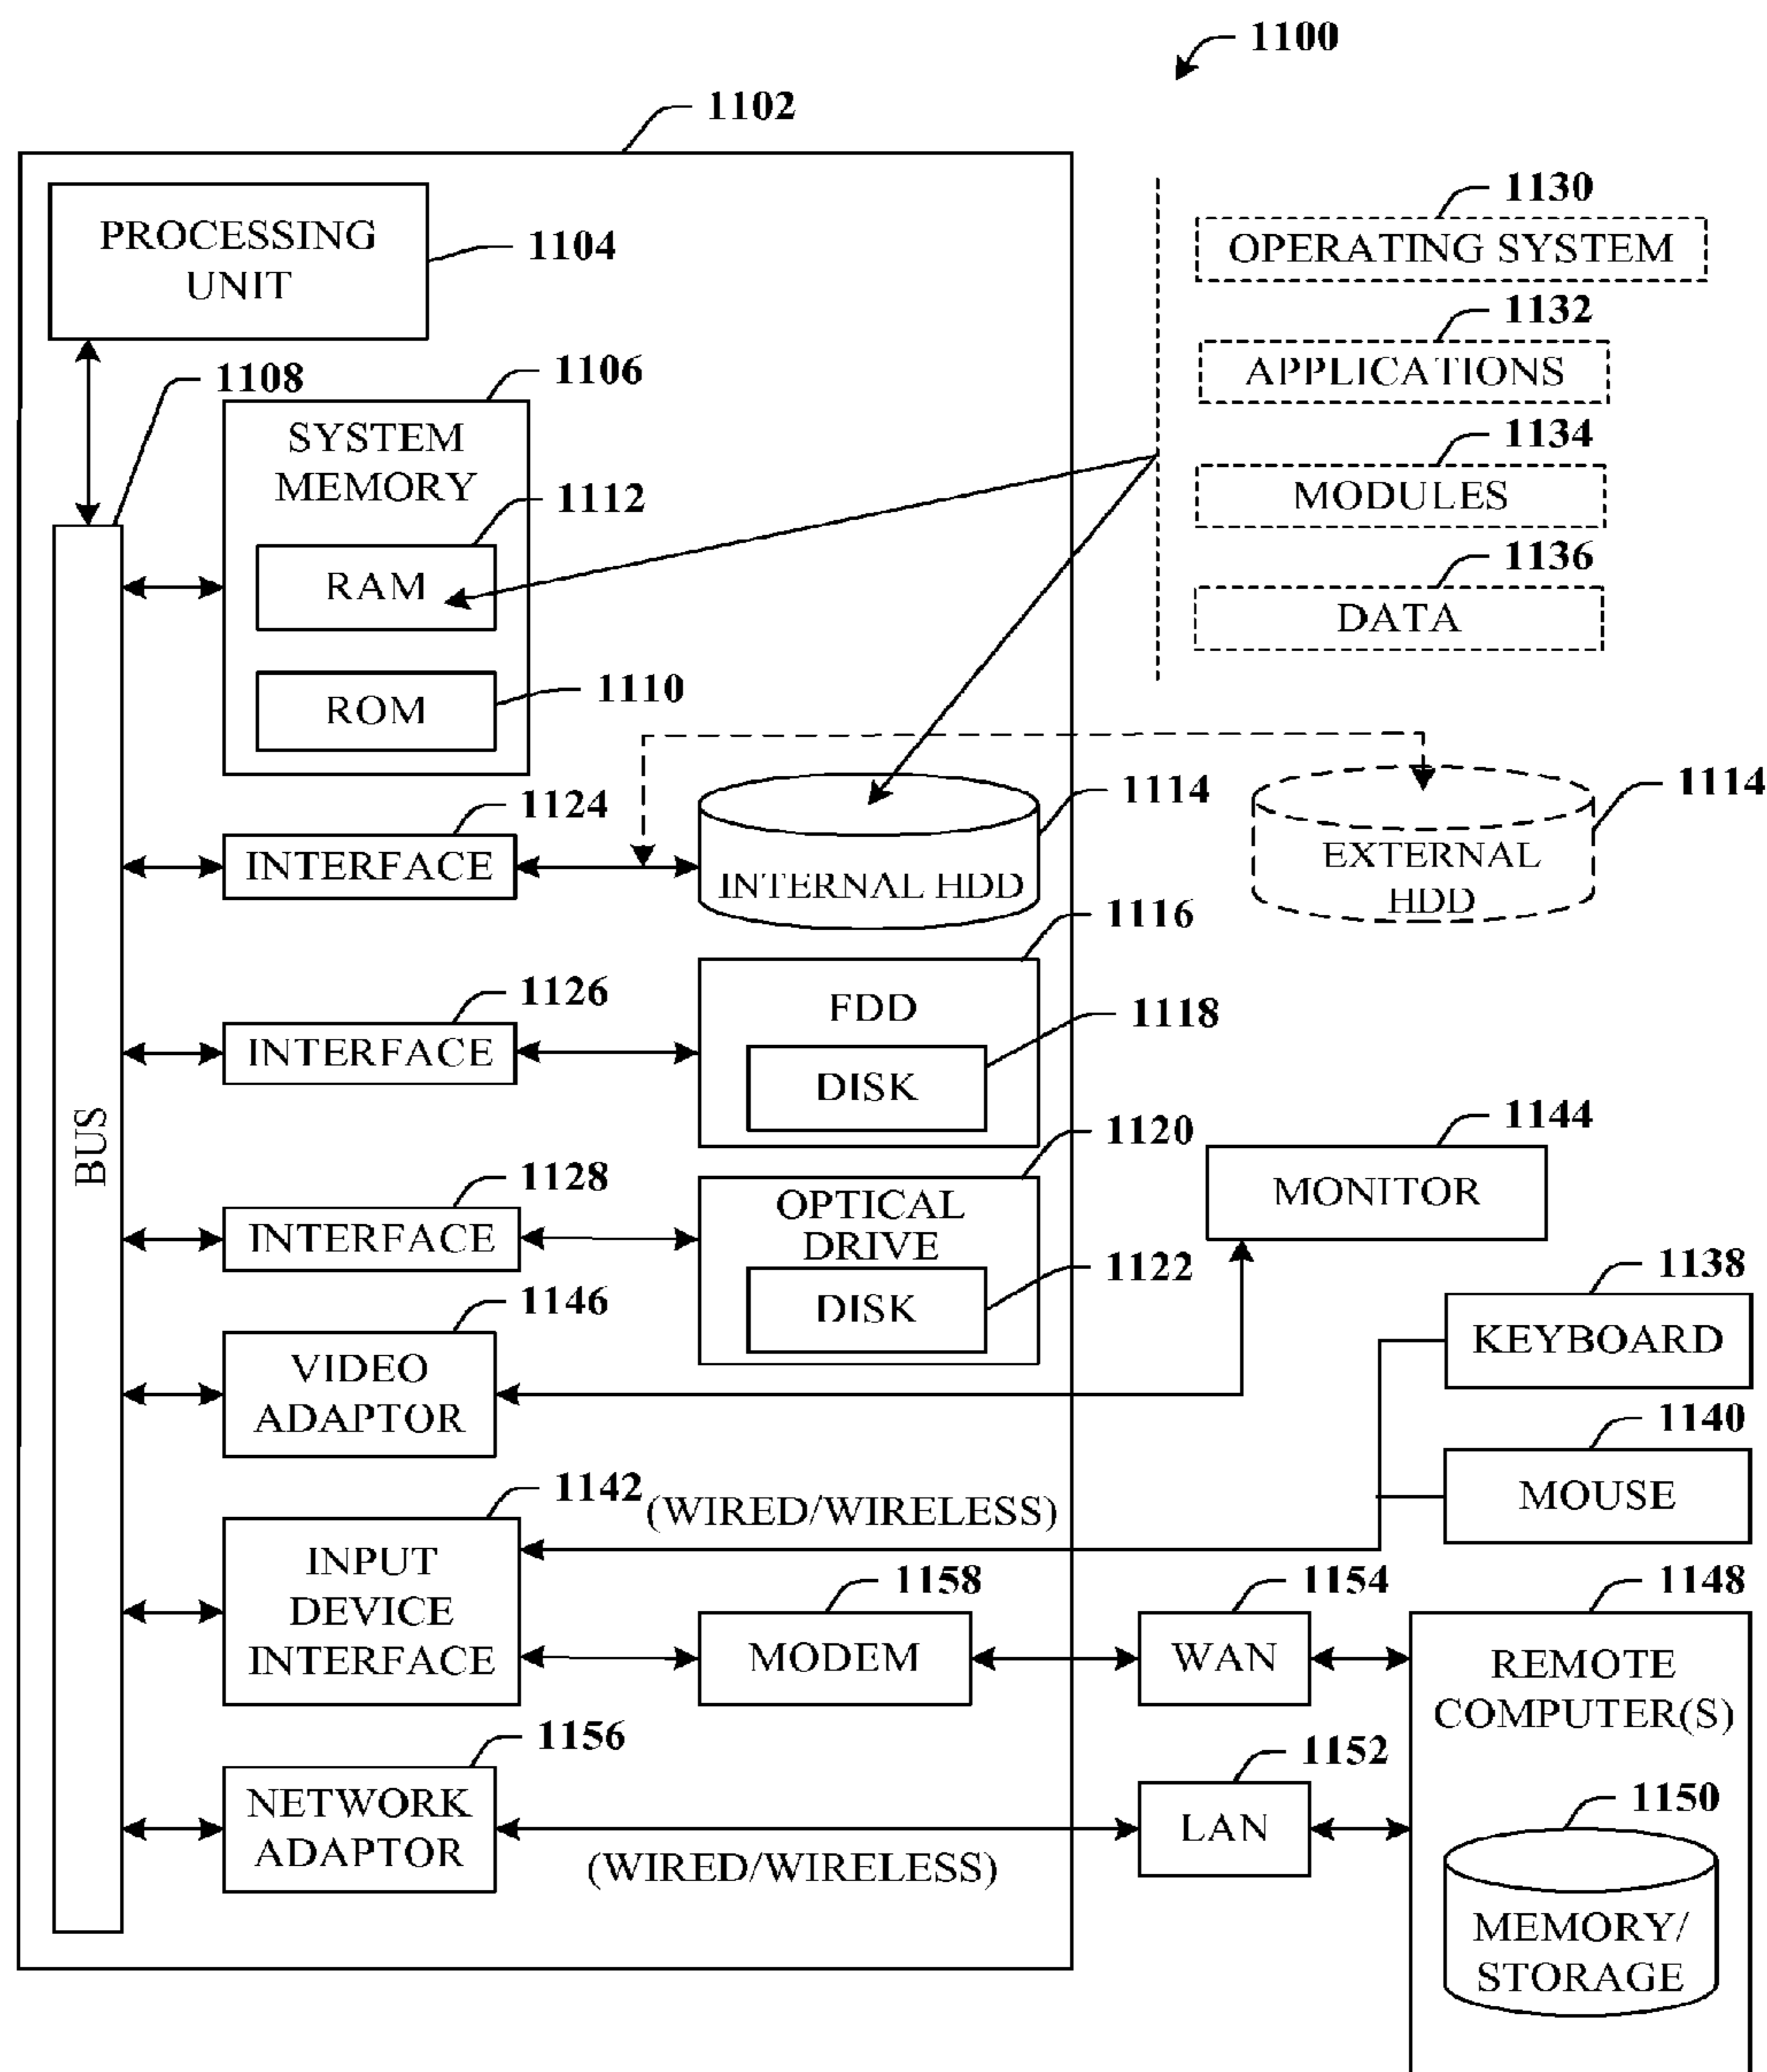 1100
1102
PROCESSING
UNIT
1104
1130
OPERATING SYSTEM
1132
APPLICATIONS
1134
MODULES
1136
DATA
1108
1106
SYSTEM
MEMORY
1112
RAM
1110
ROM
1124
INTERFACE
1114
INTERNAL HDD
1114
EXTERNAL
HDD
1116
FDD
1118
DISK
1126
INTERFACE
BUS
1120
OPTICAL
DRIVE
1122
DISK
1128
INTERFACE
1144
MONITOR
1146
VIDEO
ADAPTOR
1138
KEYBOARD
1140
MOUSE
1142
(WIRED/WIRELESS)
INPUT
DEVICE
INTERFACE
1158
MODEM
1154
WAN
1148
REMOTE
COMPUTER(S)
1156
NETWORK
ADAPTOR
(WIRED/WIRELESS)
1152
LAN
1150
MEMORY/
STORAGE